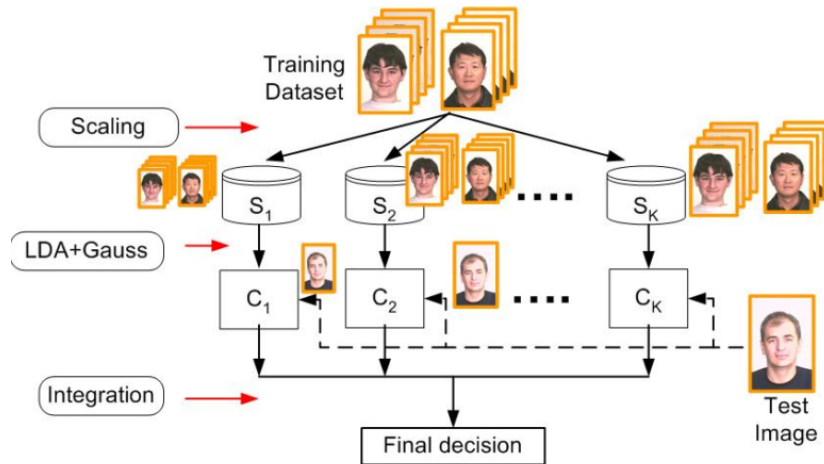 Training
Dataset
Scaling
S1
S2
SK
LDA+Gauss
C1
C2
CK
Integration
Test
Image
Final decision